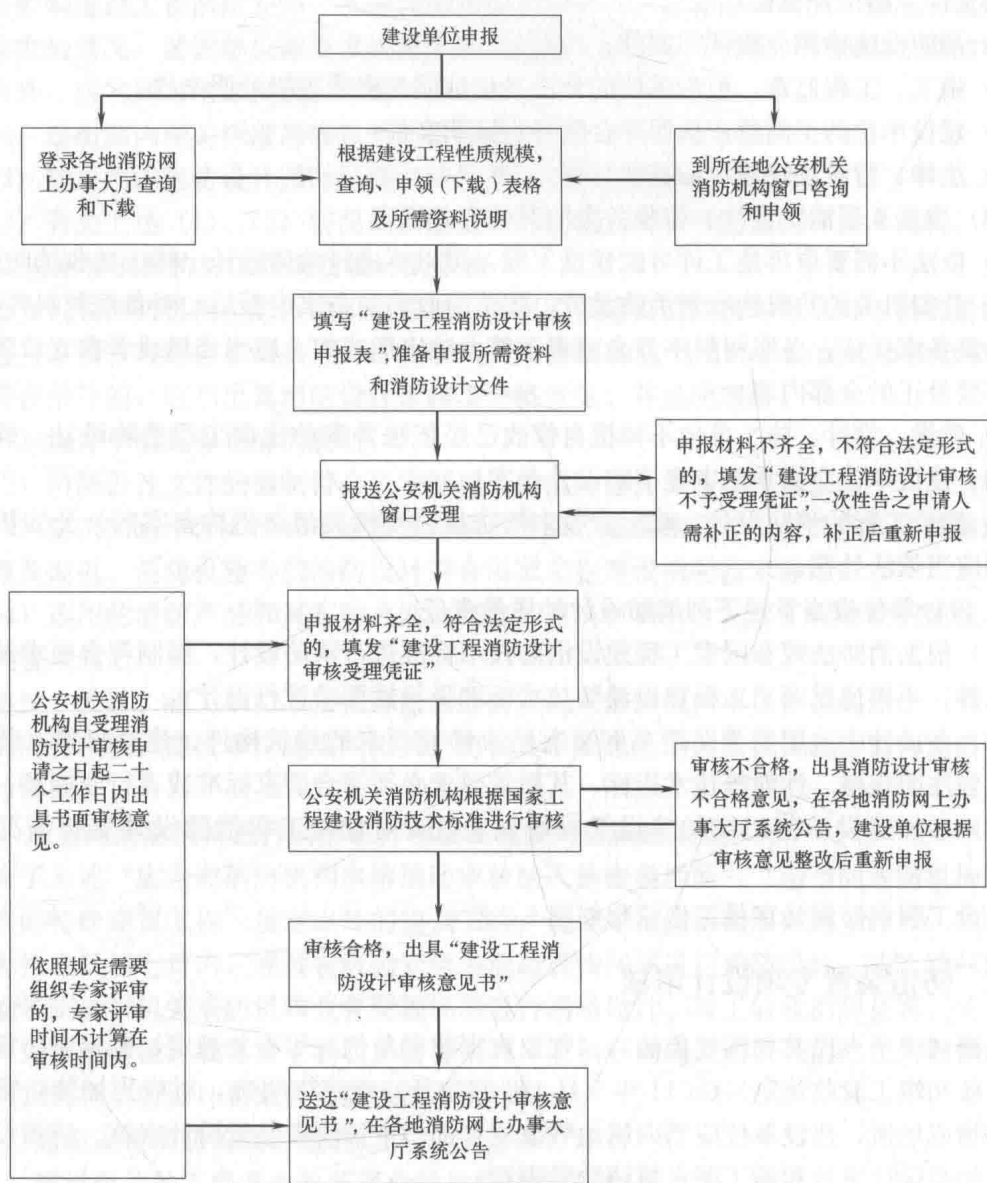 建设单位申报
登录各地消防网
上办事大厅查询
和下载
根据建设工程性质规模，
查询、申领（下载）表格
及所需资料说明
到所在地公安机关
消防机构窗口咨询
和申领
填写“建设工程消防设计审核
申报表”，准备申报所需资料
和消防设计文件
报送公安机关消防机构
窗口受理
申报材料不齐全，不符合法定形式
的，填发“建设工程消防设计审核
不予受理凭证”一次性告之申请人
需补正的内容，补正后重新申报
申报材料齐全，符合法定形式
的，填发“建设工程消防设计
审核受理凭证”
公安机关消防
机构自受理消
防设计审核申
请之日起二十
个工作日内出
具书面审核意
见。
依照规定需要
组织专家评审
的，专家评审
时间不计算在
审核时间内。
公安机关消防机构根据国家工
程建设消防技术标准进行审核
审核不合格，出具消防设计审核
不合格意见，在各地消防网上办
事大厅系统公告，建设单位根据
审核意见整改后重新申报
审核合格，出具“建设工程消
防设计审核意见书”
送达“建设工程消防设计审核意
见书”，在各地消防网上办事大
厅系统公告